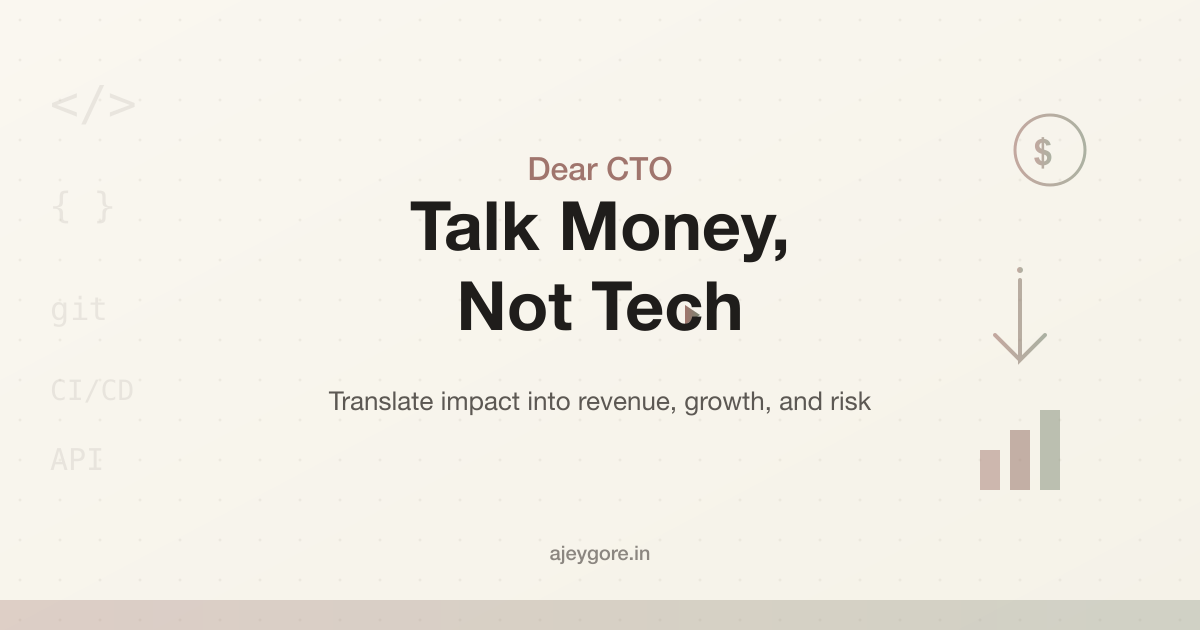 </>
{ }
git
CI/CD
API
Dear CTO
Talk Money,
Not Tech
Translate impact into revenue, growth, and risk
ajeygore.in
$